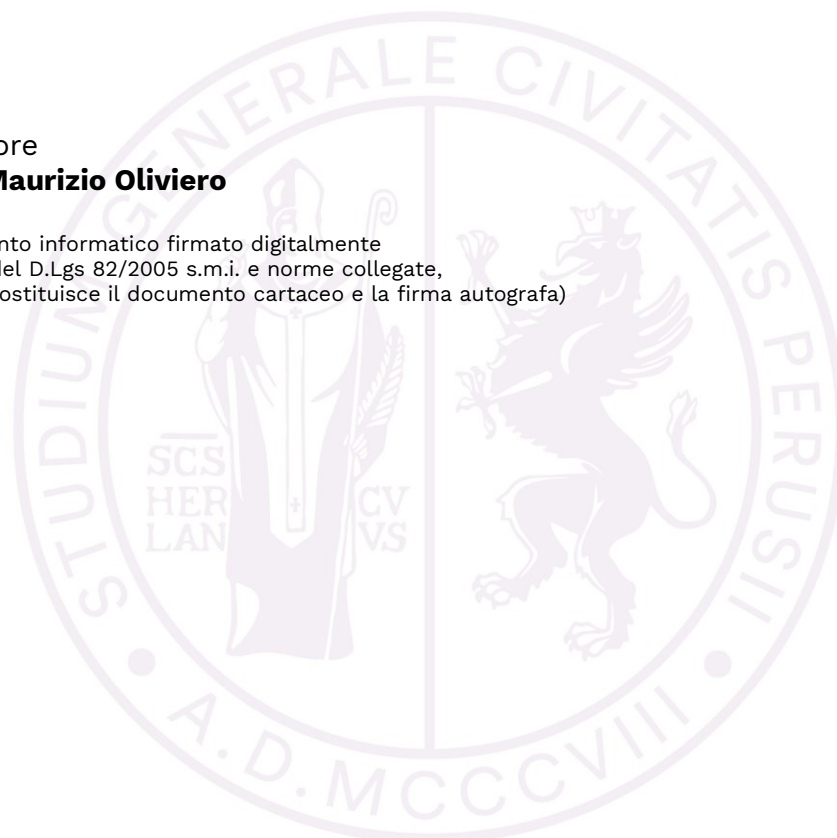 ore
Maurizio Oliviero
nto informatico firmato digitalmente
del D.Lgs 82/2005 s.m.i. e norme collegate,
ostituisce il documento cartaceo e la firma autografa)
STUDIUM GENERALE CIVITATIS PERUSII
SCS
HER CV
LAN VS
A.D. MCCCVIII